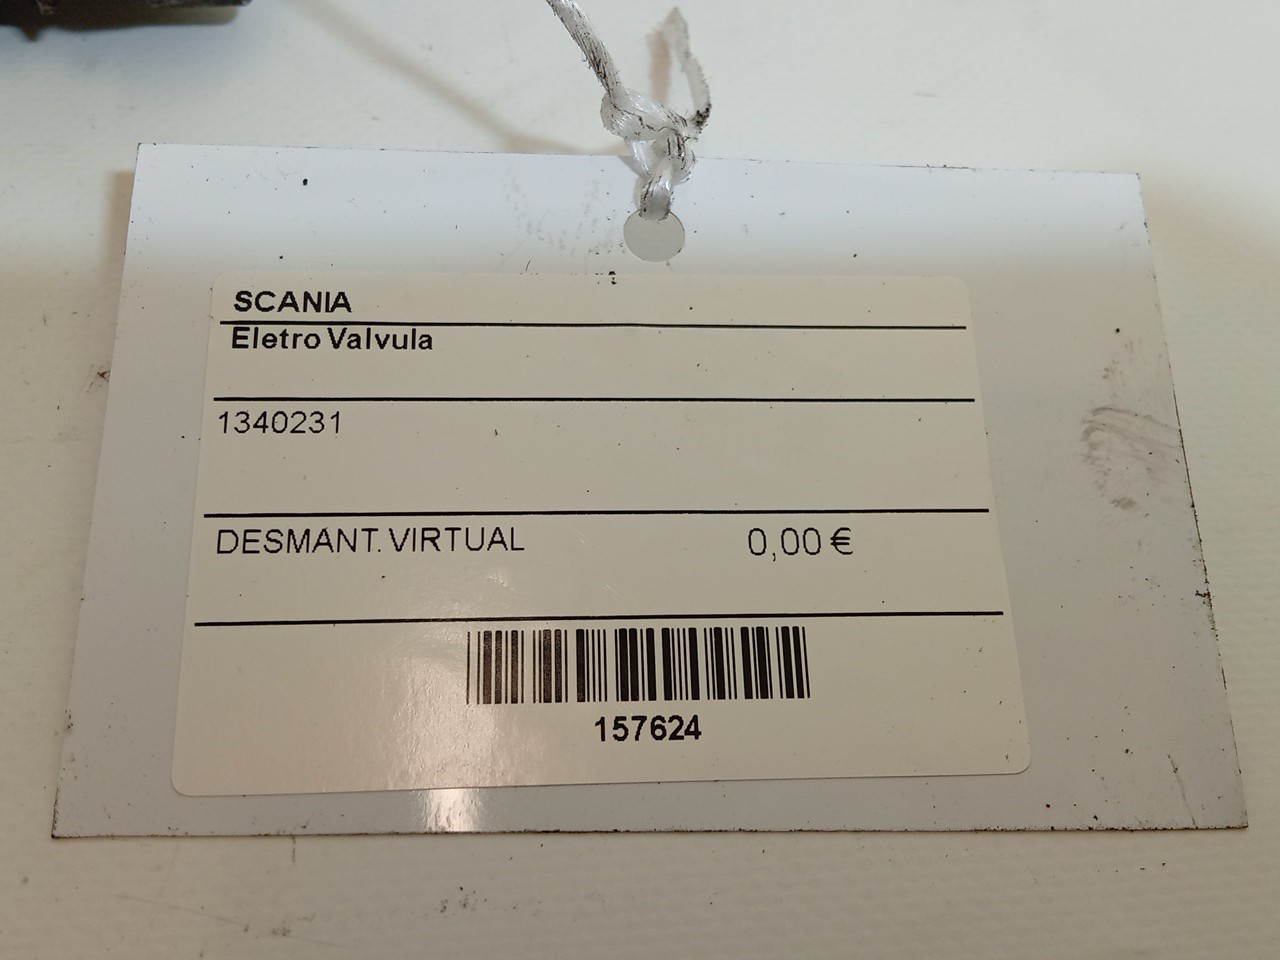 SCANIA
Eletro Valvula
1340231
DESMANT. VIRTUAL 0,00 €
157624